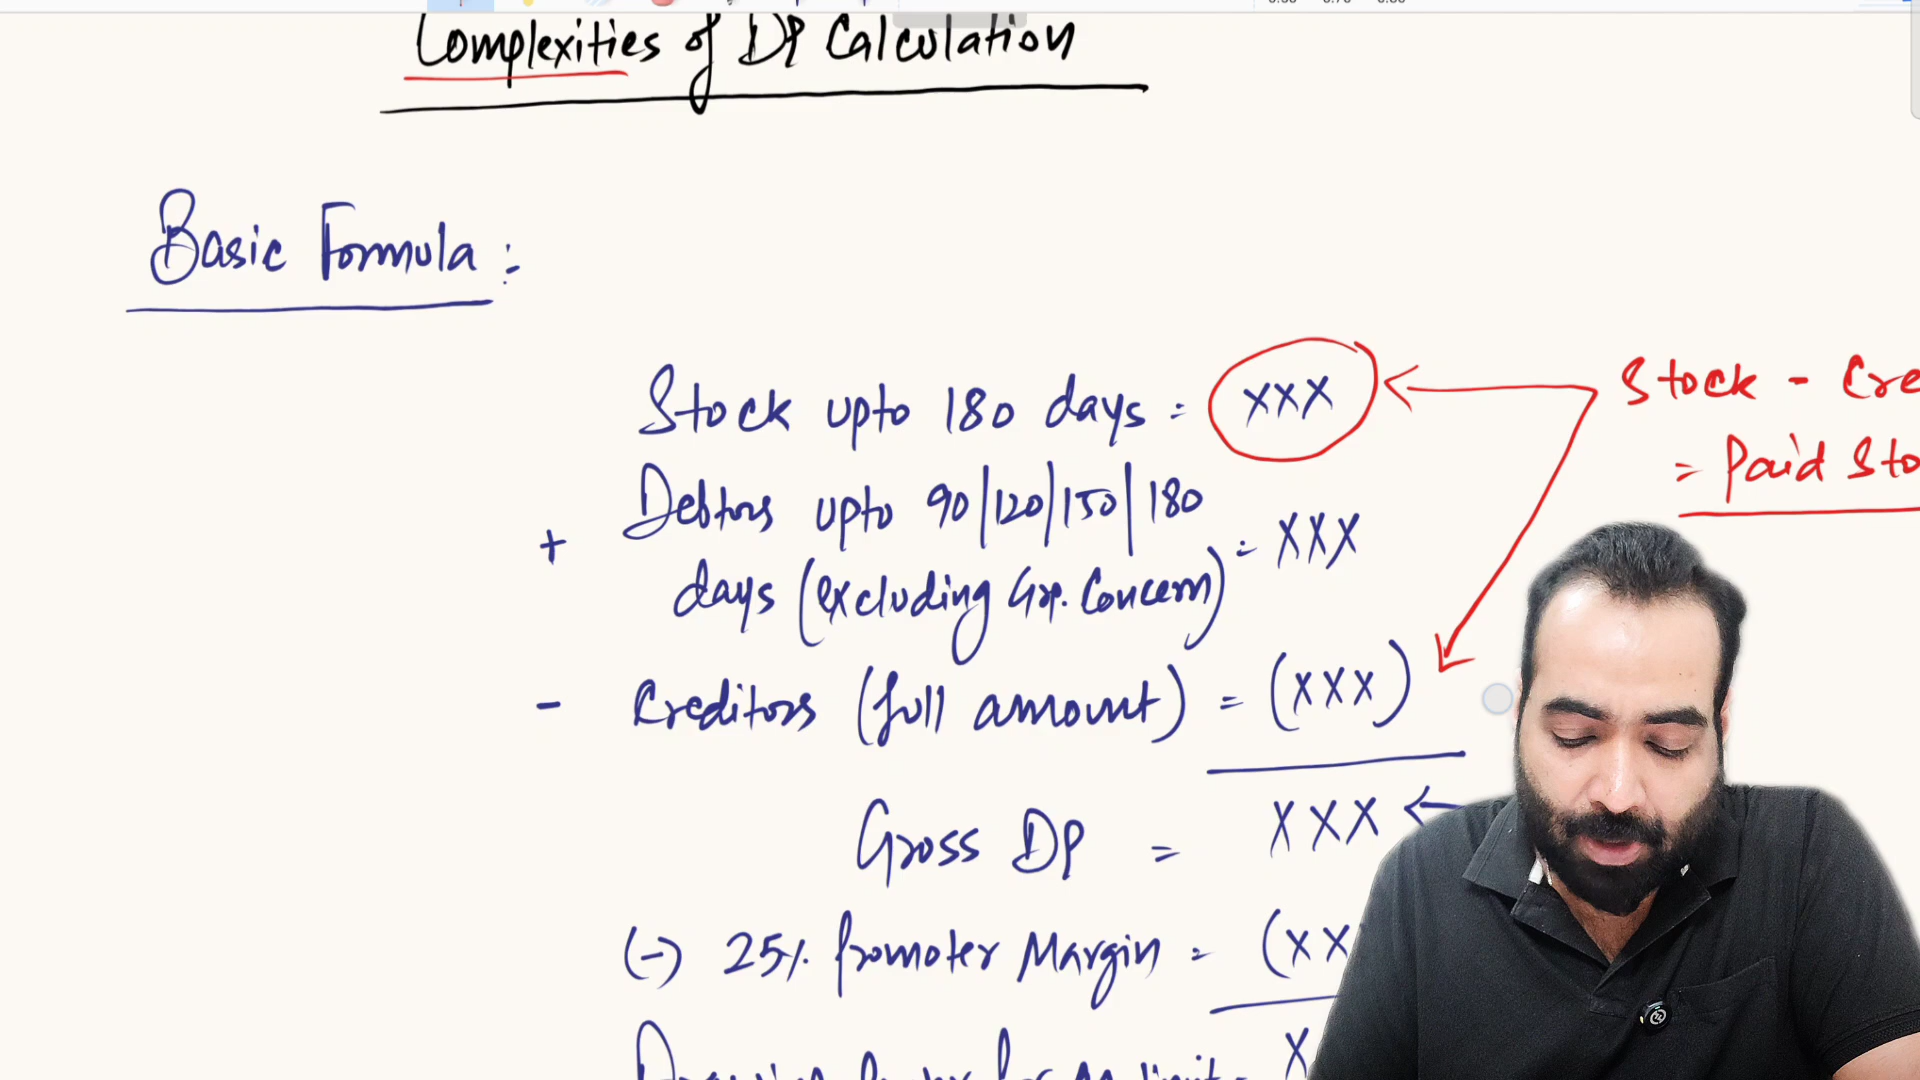 Complexities of DP Calculation
Basic Formula :-
Stock upto 180 days = XXX
Stock - Cre
= Paid Sto
+ Debtors upto 90|120|150|180
days (excluding Grp. Concern) = XXX
- Creditors (full amount) = (XXX)
Gross DP = XXX
(-) 25% Promoter Margin = (XX